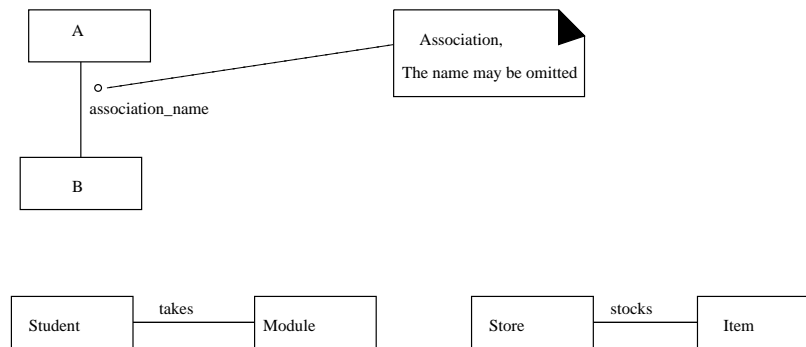 A
Association,
The name may be omitted
association_name
B
takes
stocks
Student
Module
Store
Item